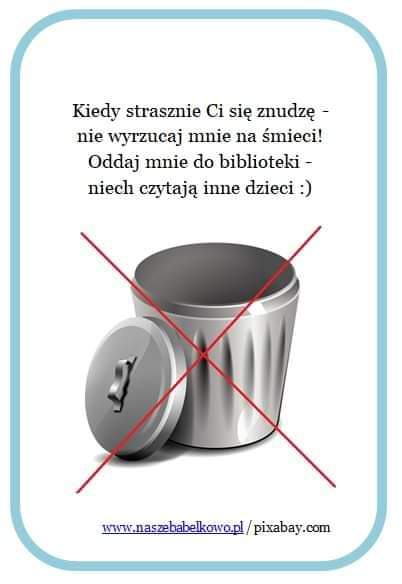 Kiedy strasznie Ci się znudzę -
nie wyrzucaj mnie na śmieci!
Oddaj mnie do biblioteki -
niech czytają inne dzieci :)
www.naszebabelkowo.pl/pixabay.com